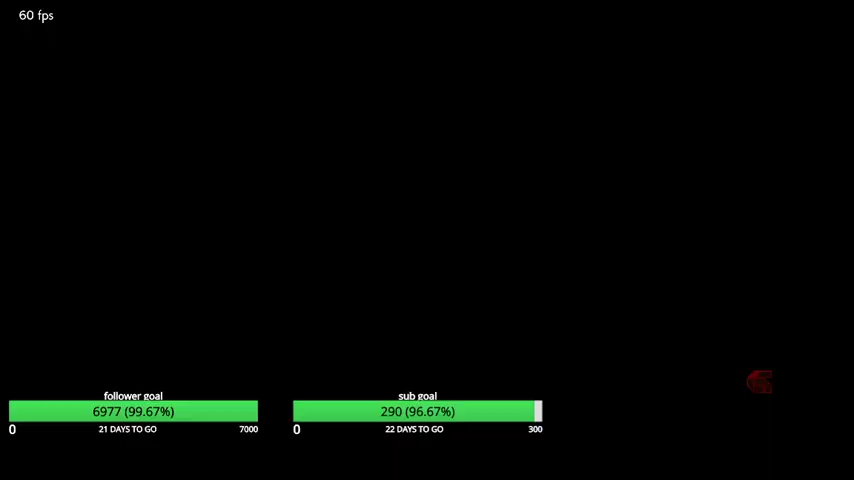 60 fps
follower goal
6977 (99.67%)
0 21 DAYS TO GO 7000
sub goal
290 (96.67%)
0 22 DAYS TO GO 300